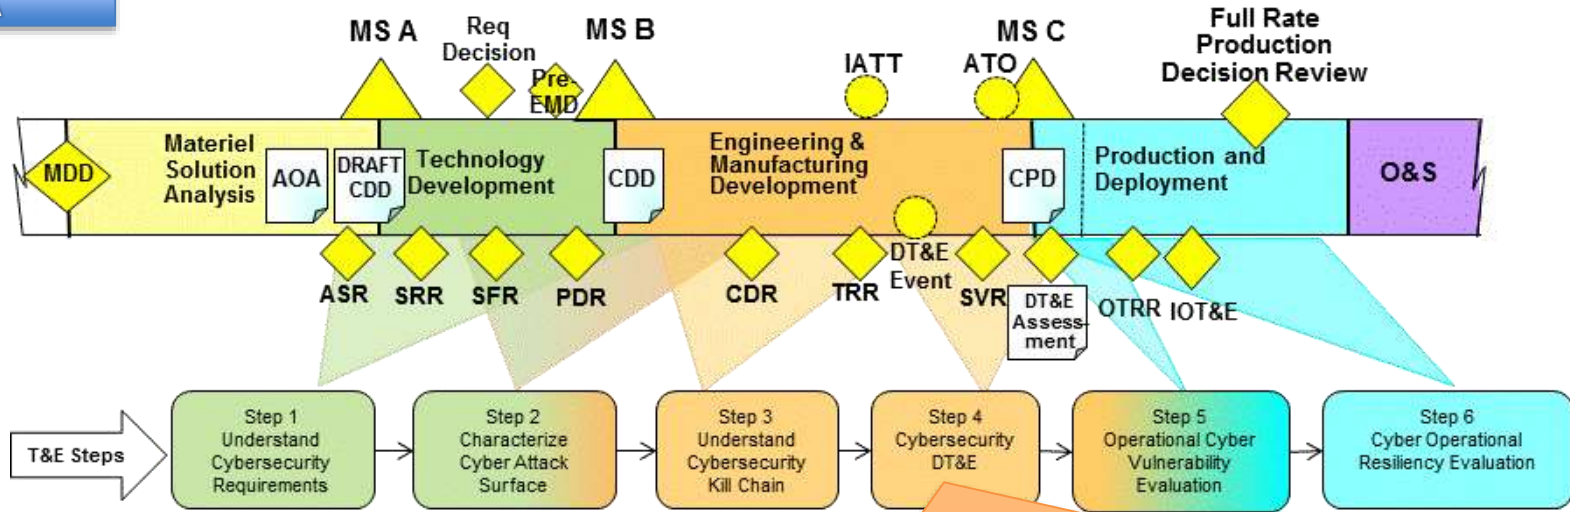 MS A
Req
Decision
Pre-
EMD
MS B
IATT
ATO
MS C
Full Rate
Production
Decision Review
MDD
Materiel
Solution
Analysis
AOA
DRAFT
CDD
Technology
Development
CDD
Engineering &
Manufacturing
Development
CPD
Production and
Deployment
O&S
ASR
SRR
SFR
PDR
CDR
TRR
DT&E
Event
SVR
DT&E
Assess-
ment
OTRR
IOT&E
T&E Steps
Step 1
Understand
Cybersecurity
Requirements
Step 2
Characterize
Cyber Attack
Surface
Step 3
Understand
Cybersecurity
Kill Chain
Step 4
Cybersecurity
DT&E
Step 5
Operational Cyber
Vulnerability
Evaluation
Step 6
Cyber Operational
Resiliency Evaluation